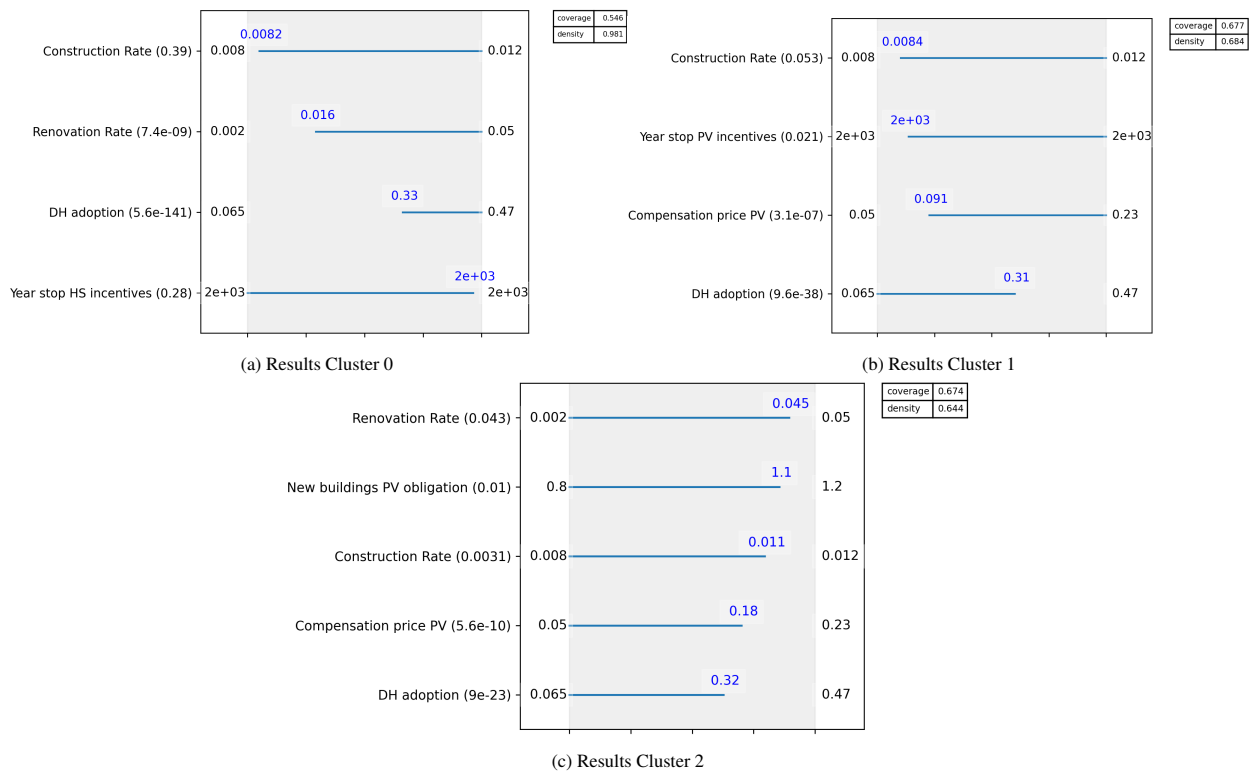 0.0082
Construction Rate (0.39) 0.008 0.012
0.016
Renovation Rate (7.4e-09) 0.002 0.05
0.33
DH adoption (5.6e-141) 0.065 0.47
2e+03
Year stop HS incentives (0.28) 2e+03 2e+03
coverage 0.546
density 0.981
(a) Results Cluster 0
0.0084
Construction Rate (0.053) 0.008 0.012
2e+03
Year stop PV incentives (0.021) 2e+03 2e+03
0.091
Compensation price PV (3.1e-07) 0.05 0.23
0.31
DH adoption (9.6e-38) 0.065 0.47
coverage 0.677
density 0.684
(b) Results Cluster 1
0.045
Renovation Rate (0.043) 0.002 0.05
1.1
New buildings PV obligation (0.01) 0.8 1.2
0.011
Construction Rate (0.0031) 0.008 0.012
0.18
Compensation price PV (5.6e-10) 0.05 0.23
0.32
DH adoption (9e-23) 0.065 0.47
coverage 0.674
density 0.644
(c) Results Cluster 2